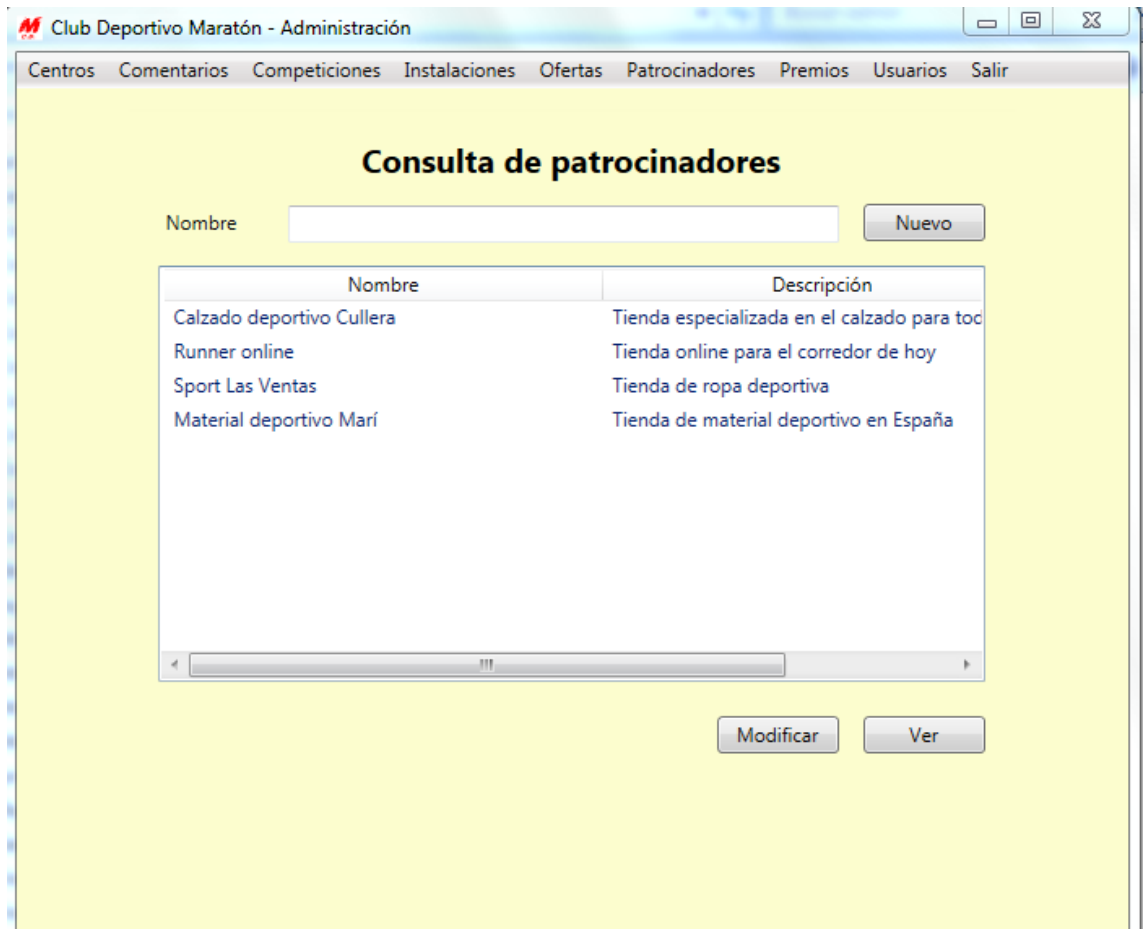 Club Deportivo Maratón - Administración
Centros Comentarios Competiciones Instalaciones Ofertas Patrocinadores Premios Usuarios Salir
Consulta de patrocinadores
Nombre Nuevo
Nombre Descripción
Calzado deportivo Cullera Tienda especializada en el calzado para tod
Runner online Tienda online para el corredor de hoy
Sport Las Ventas Tienda de ropa deportiva
Material deportivo Marí Tienda de material deportivo en España
Modificar Ver